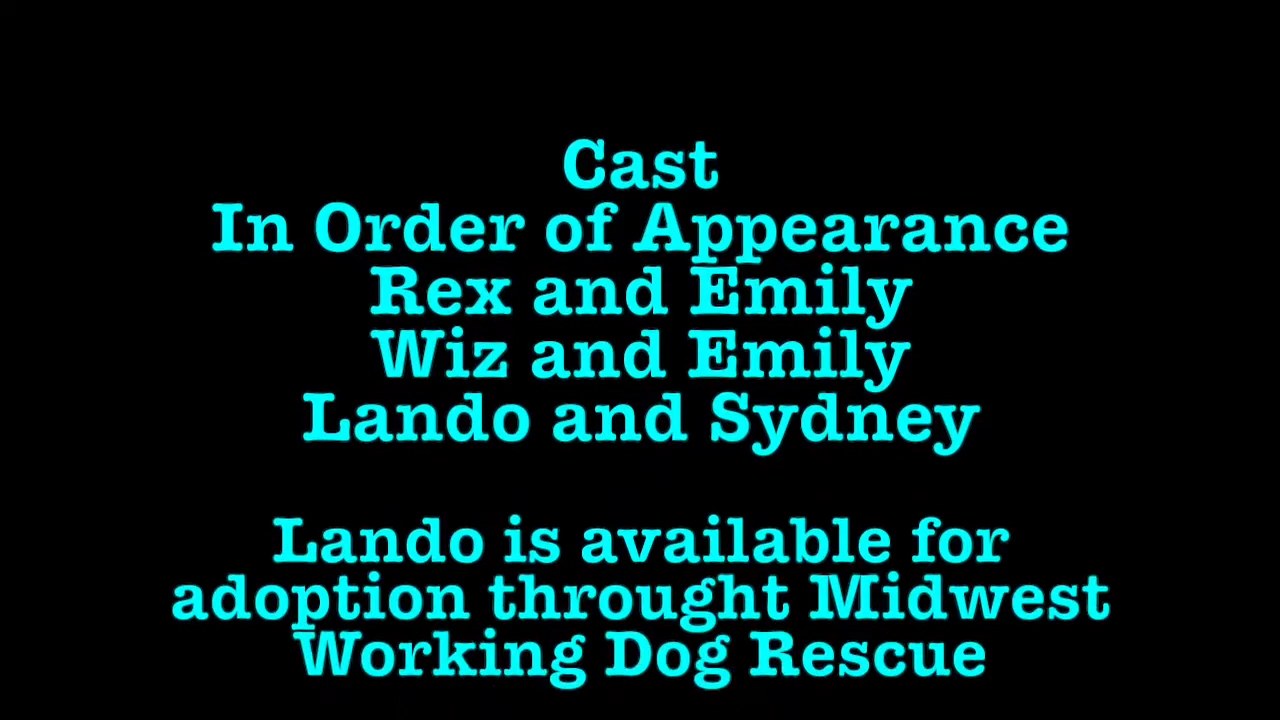 Cast
In Order of Appearance
Rex and Emily
Wiz and Emily
Lando and Sydney
Lando is available for
adoption throught Midwest
Working Dog Rescue